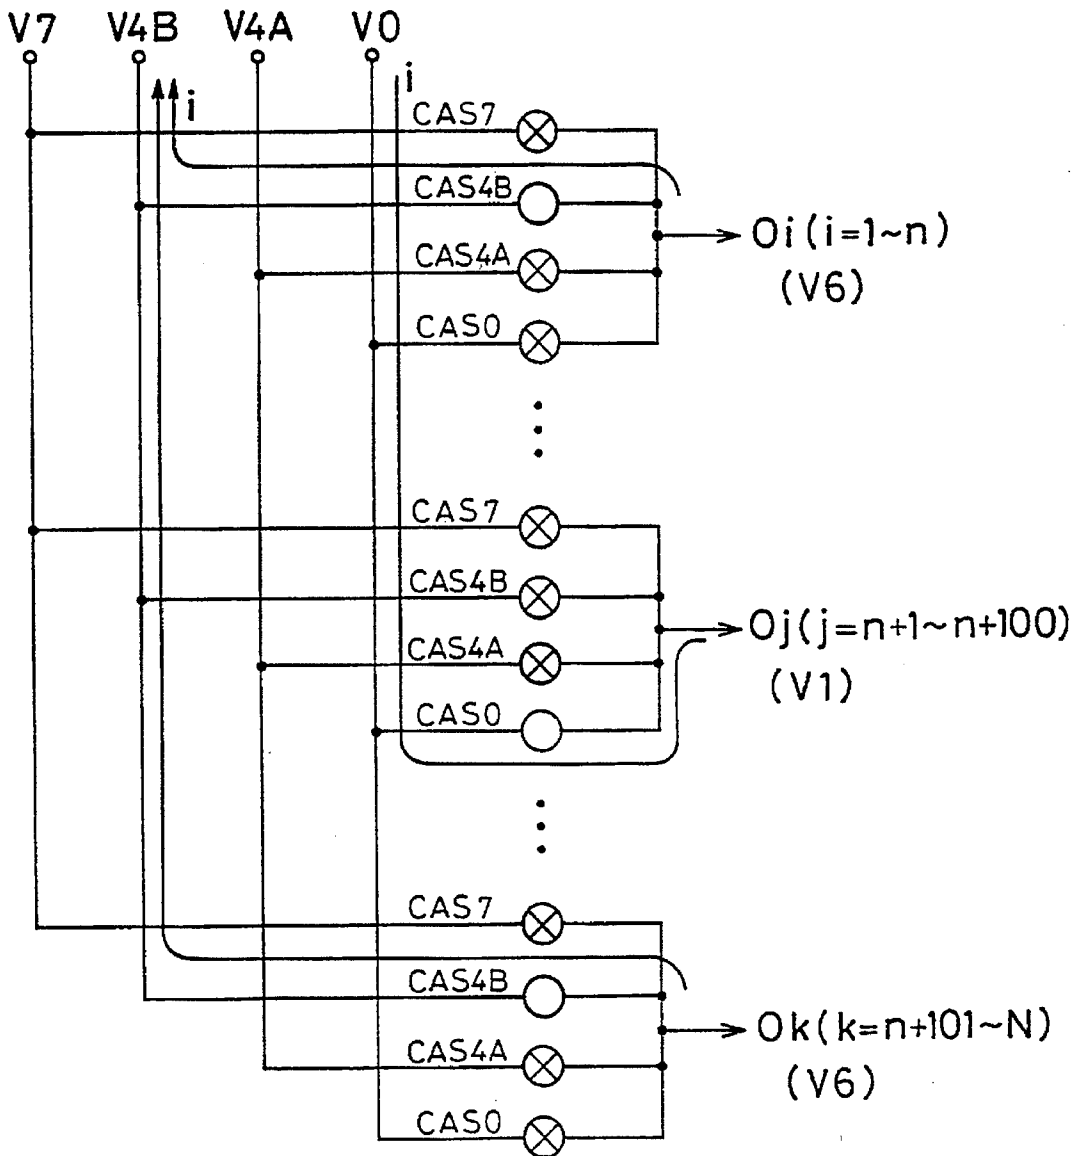 V7 V4B V4A V0
i i
CAS7
CAS4B
CAS4A
CAS0
Oi(i=1~n)
(V6)
CAS7
CAS4B
CAS4A
CAS0
Oj(j=n+1~n+100)
(V1)
CAS7
CAS4B
CAS4A
CAS0
Ok(k=n+101~N)
(V6)